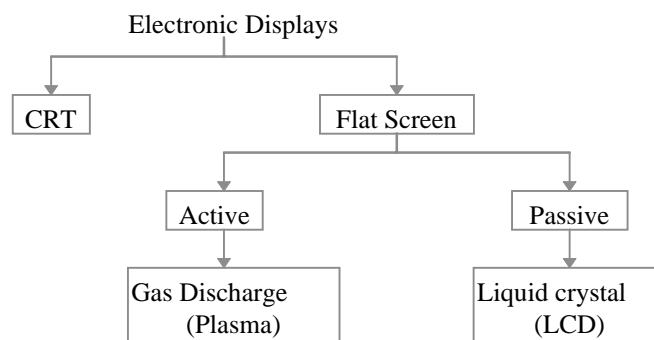 Electronic Displays
CRT
Flat Screen
Active
Passive
Gas Discharge
(Plasma)
Liquid crystal
(LCD)